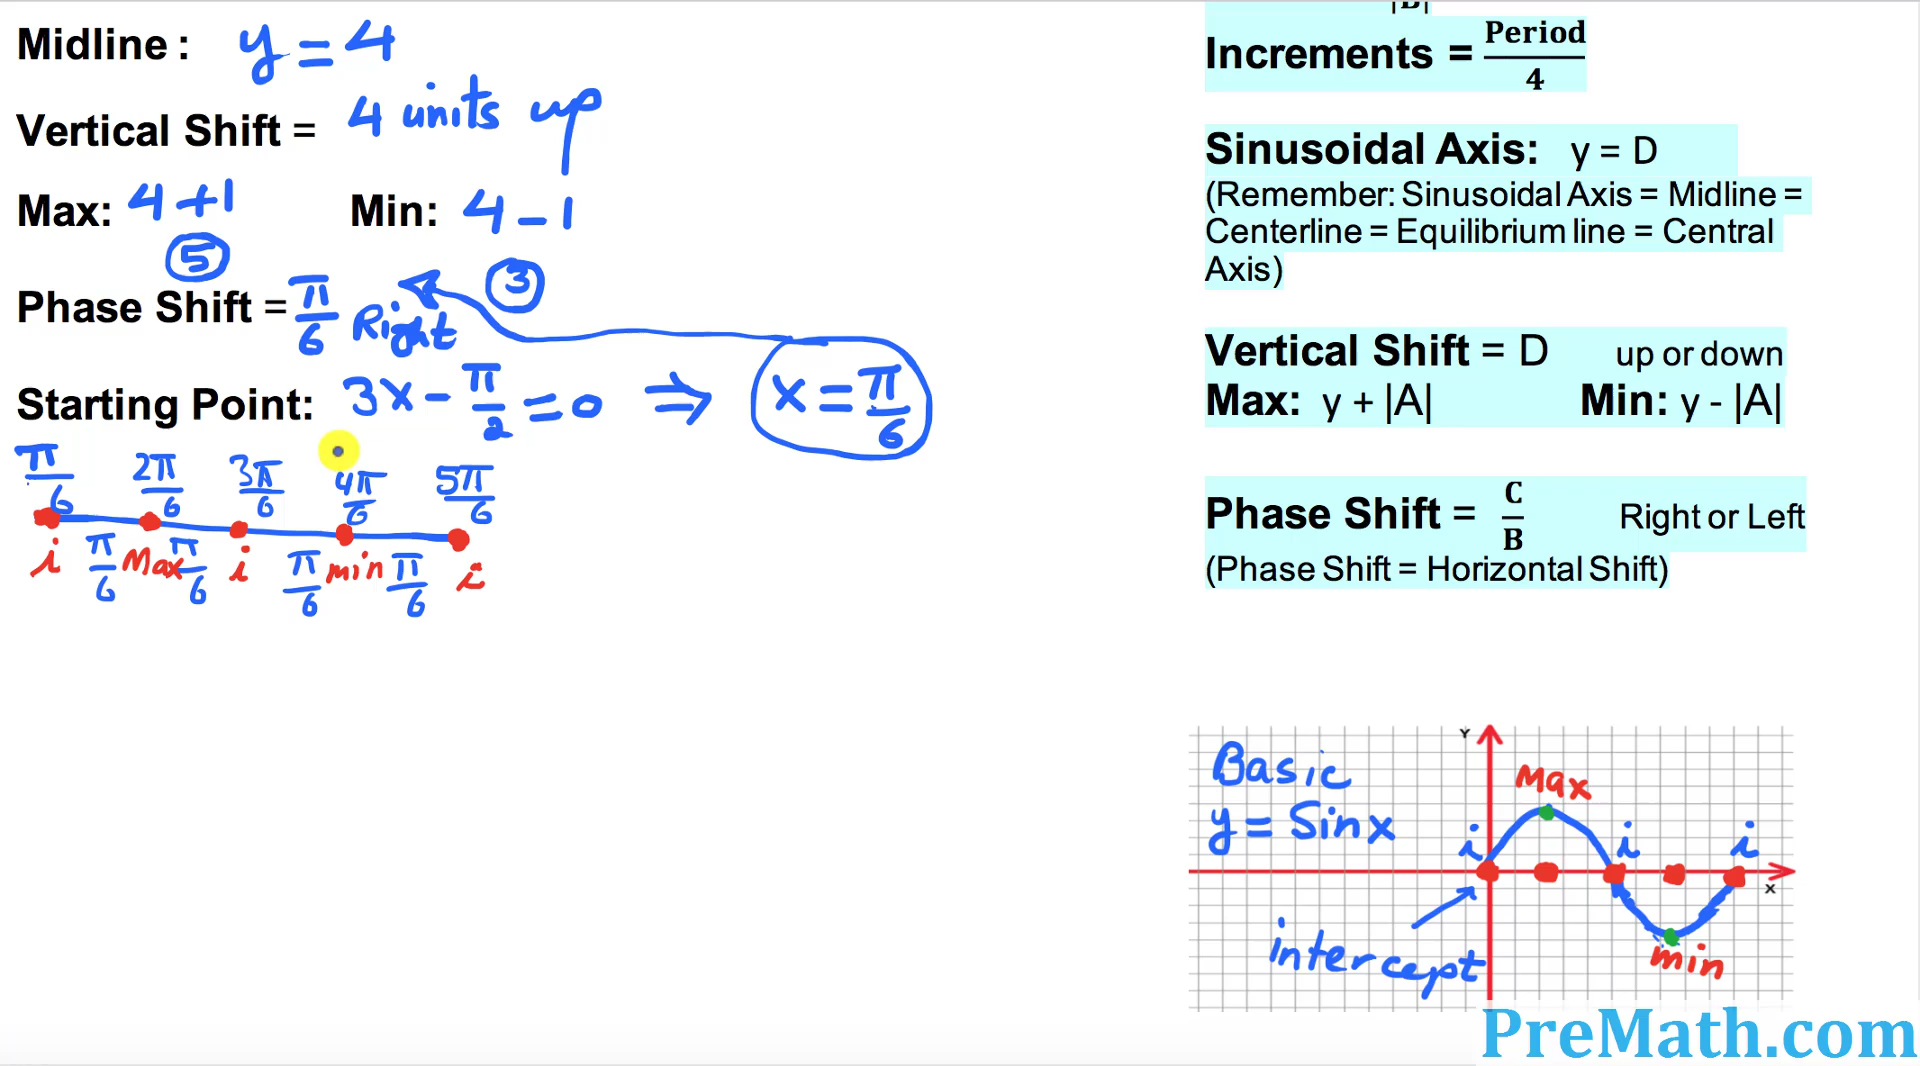 Midline : y = 4
Vertical Shift = 4 units up
Max: 4 + 1 Min: 4 - 1
5 3
Phase Shift = π/6 Right
Starting Point: 3x - π/2 = 0 ⇒ x = π/6
π/6 2π/6 3π/6 4π/6 5π/6
i π/6 Max π/6 i π/6 min π/6 i
|B|
Increments = Period/4
Sinusoidal Axis: y = D
(Remember: Sinusoidal Axis = Midline =
Centerline = Equilibrium line = Central
Axis)
Vertical Shift = D up or down
Max: y + |A| Min: y - |A|
Phase Shift = C/B Right or Left
(Phase Shift = Horizontal Shift)
Y
Basic Max
y = Sin x i i i
x
intercept min
PreMath.com